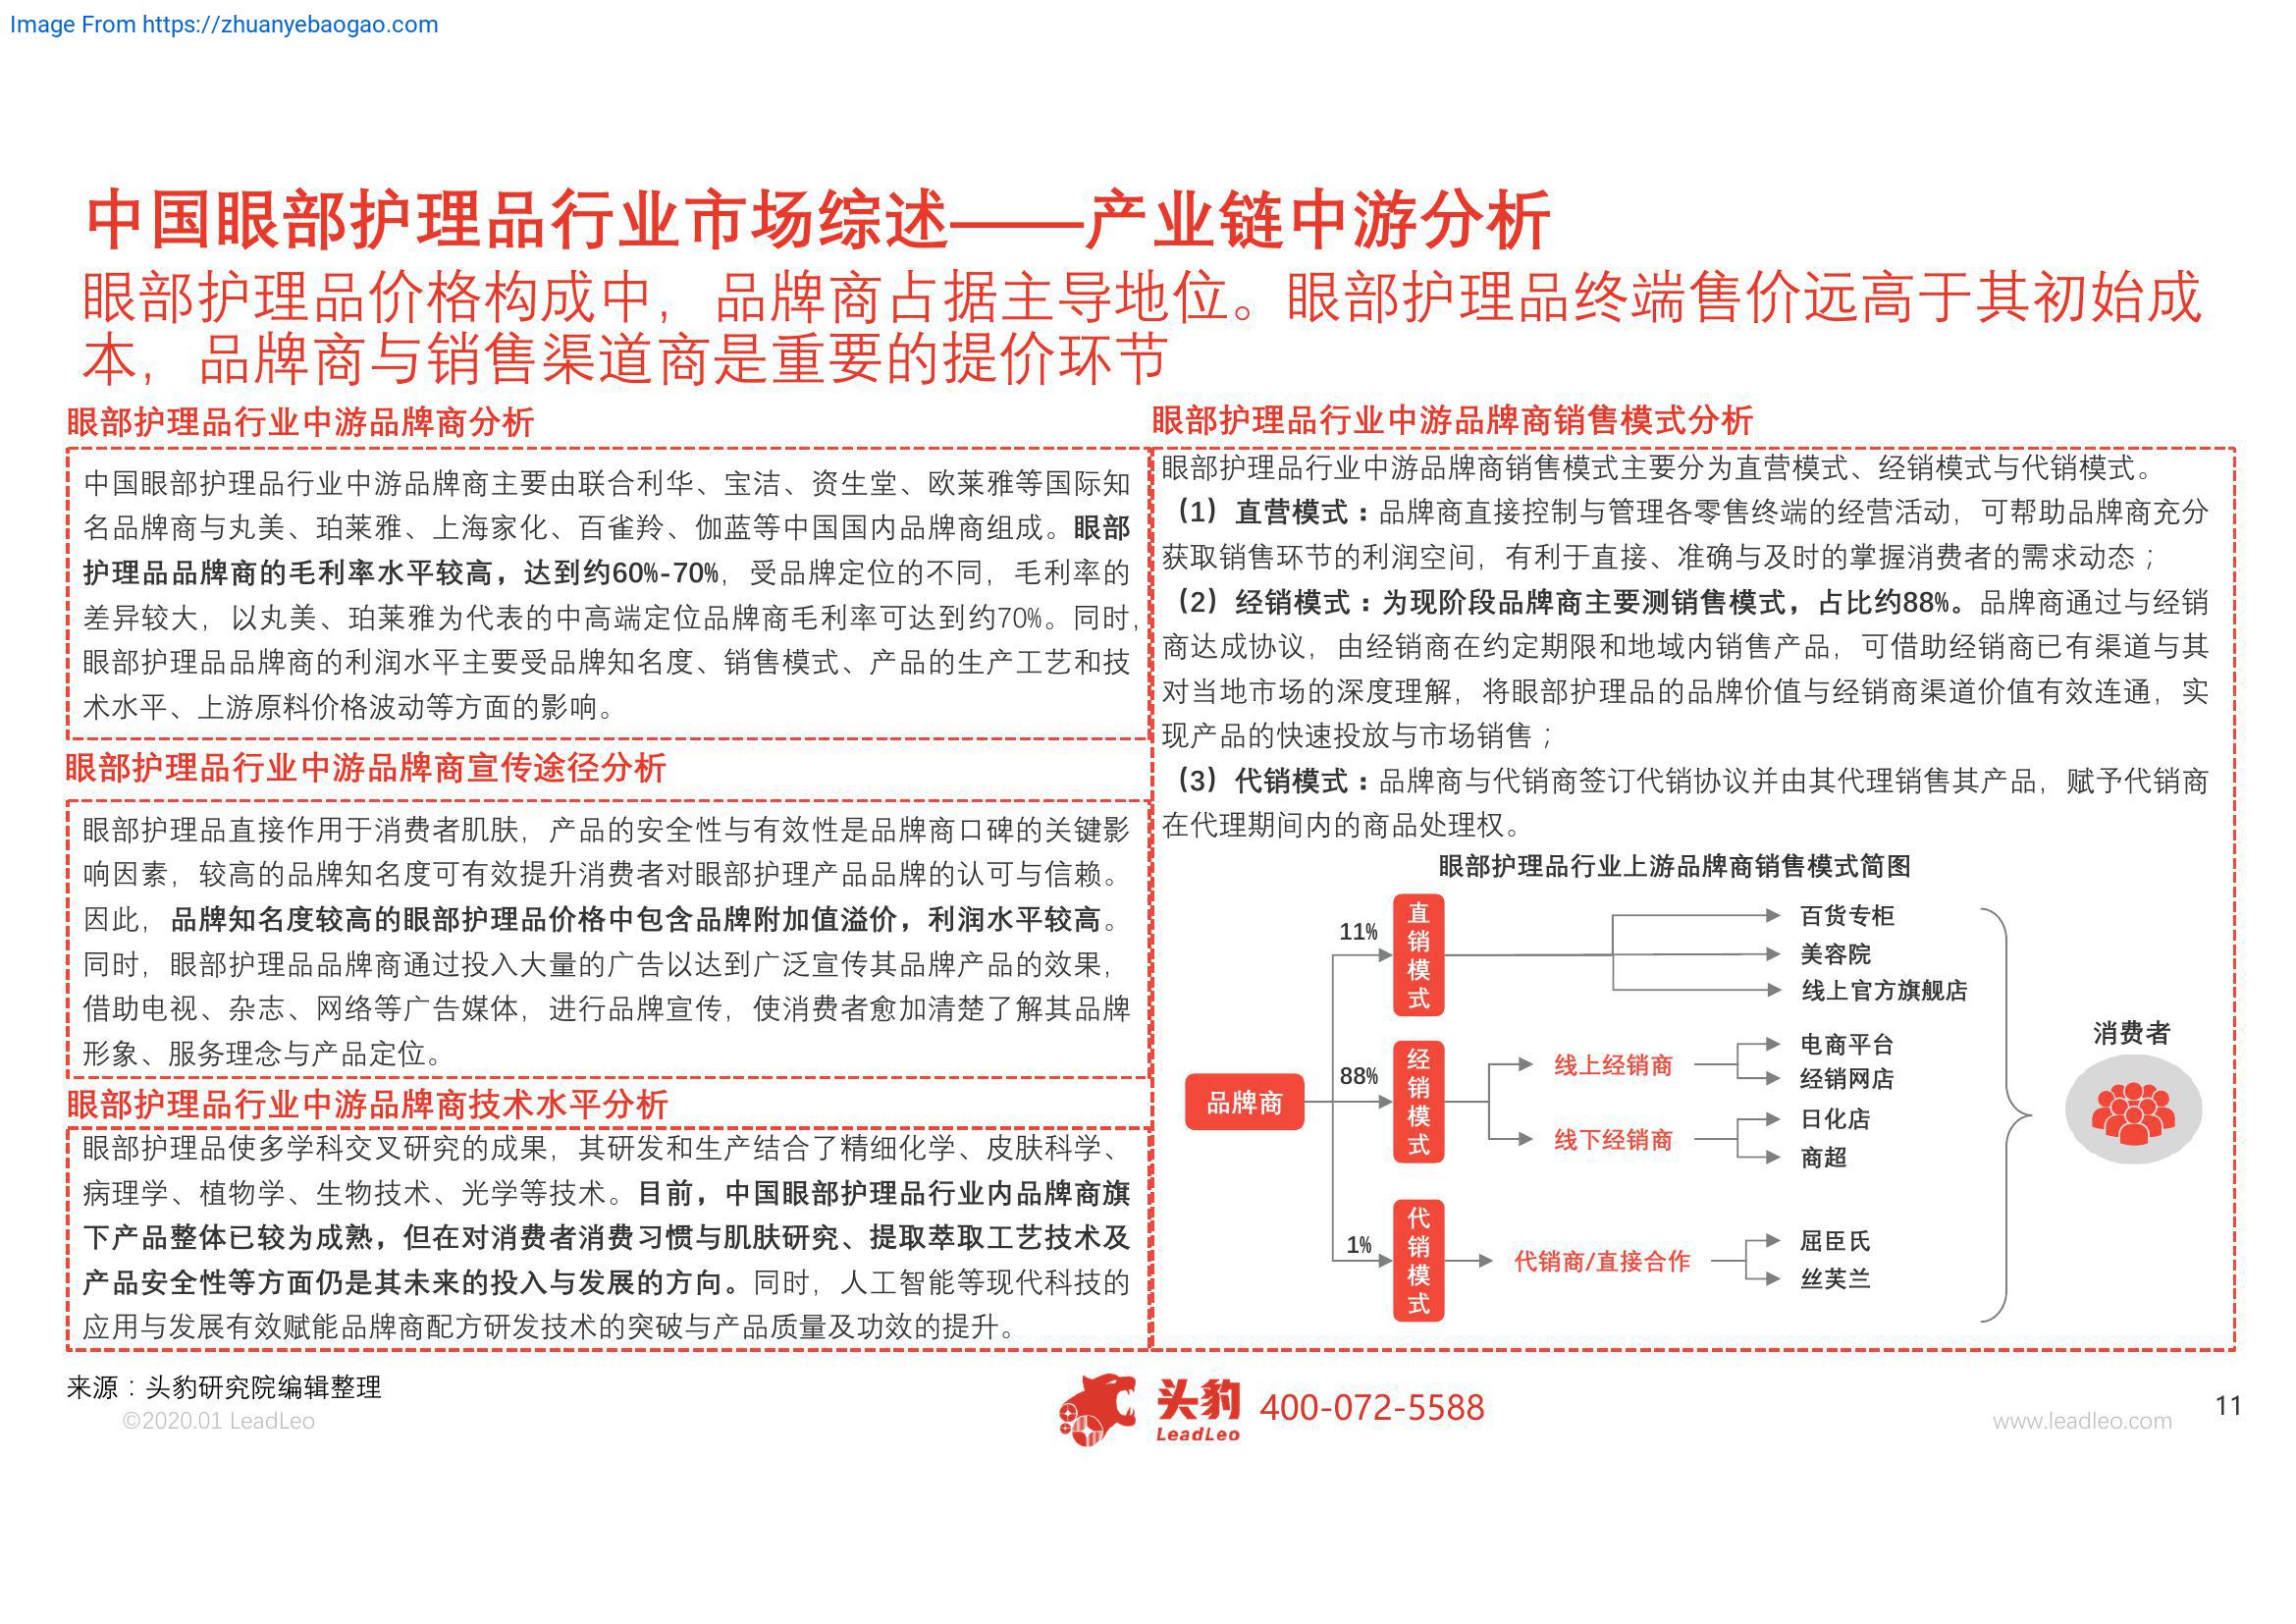 Image From https://zhuanyebaogao.com
中国眼部护理品行业市场综述——产业链中游分析
眼部护理品价格构成中，品牌商占据主导地位。眼部护理品终端售价远高于其初始成
本，品牌商与销售渠道商是重要的提价环节
眼部护理品行业中游品牌商分析
中国眼部护理品行业中游品牌商主要由联合利华、宝洁、资生堂、欧莱雅等国际知
名品牌商与丸美、珀莱雅、上海家化、百雀羚、伽蓝等中国国内品牌商组成。眼部
护理品品牌商的毛利率水平较高，达到约60%-70%，受品牌定位的不同，毛利率的
差异较大，以丸美、珀莱雅为代表的中高端定位品牌商毛利率可达到约70%。同时，
眼部护理品品牌商的利润水平主要受品牌知名度、销售模式、产品的生产工艺和技
术水平、上游原料价格波动等方面的影响。
眼部护理品行业中游品牌商宣传途径分析
眼部护理品直接作用于消费者肌肤，产品的安全性与有效性是品牌商口碑的关键影
响因素，较高的品牌知名度可有效提升消费者对眼部护理产品品牌的认可与信赖。
因此，品牌知名度较高的眼部护理品价格中包含品牌附加值溢价，利润水平较高。
同时，眼部护理品品牌商通过投入大量的广告以达到广泛宣传其品牌产品的效果，
借助电视、杂志、网络等广告媒体，进行品牌宣传，使消费者愈加清楚了解其品牌
形象、服务理念与产品定位。
眼部护理品行业中游品牌商技术水平分析
眼部护理品使多学科交叉研究的成果，其研发和生产结合了精细化学、皮肤科学、
病理学、植物学、生物技术、光学等技术。目前，中国眼部护理品行业内品牌商旗
下产品整体已较为成熟，但在对消费者消费习惯与肌肤研究、提取萃取工艺技术及
产品安全性等方面仍是其未来的投入与发展的方向。同时，人工智能等现代科技的
应用与发展有效赋能品牌商配方研发技术的突破与产品质量及功效的提升。
眼部护理品行业中游品牌商销售模式分析
眼部护理品行业中游品牌商销售模式主要分为直营模式、经销模式与代销模式。
（1）直营模式：品牌商直接控制与管理各零售终端的经营活动，可帮助品牌商充分
获取销售环节的利润空间，有利于直接、准确与及时的掌握消费者的需求动态；
（2）经销模式：为现阶段品牌商主要测销售模式，占比约88%。品牌商通过与经销
商达成协议，由经销商在约定期限和地域内销售产品，可借助经销商已有渠道与其
对当地市场的深度理解，将眼部护理品的品牌价值与经销商渠道价值有效连通，实
现产品的快速投放与市场销售；
（3）代销模式：品牌商与代销商签订代销协议并由其代理销售其产品，赋予代销商
在代理期间内的商品处理权。
眼部护理品行业上游品牌商销售模式简图
品牌商
11%
直销模式
百货专柜
美容院
线上官方旗舰店
88%
经销模式
线上经销商
电商平台
经销网店
线下经销商
日化店
商超
1%
代销模式
代销商/直接合作
屈臣氏
丝芙兰
消费者
来源：头豹研究院编辑整理
©2020.01 LeadLeo
头豹
LeadLeo
400-072-5588
www.leadleo.com
11